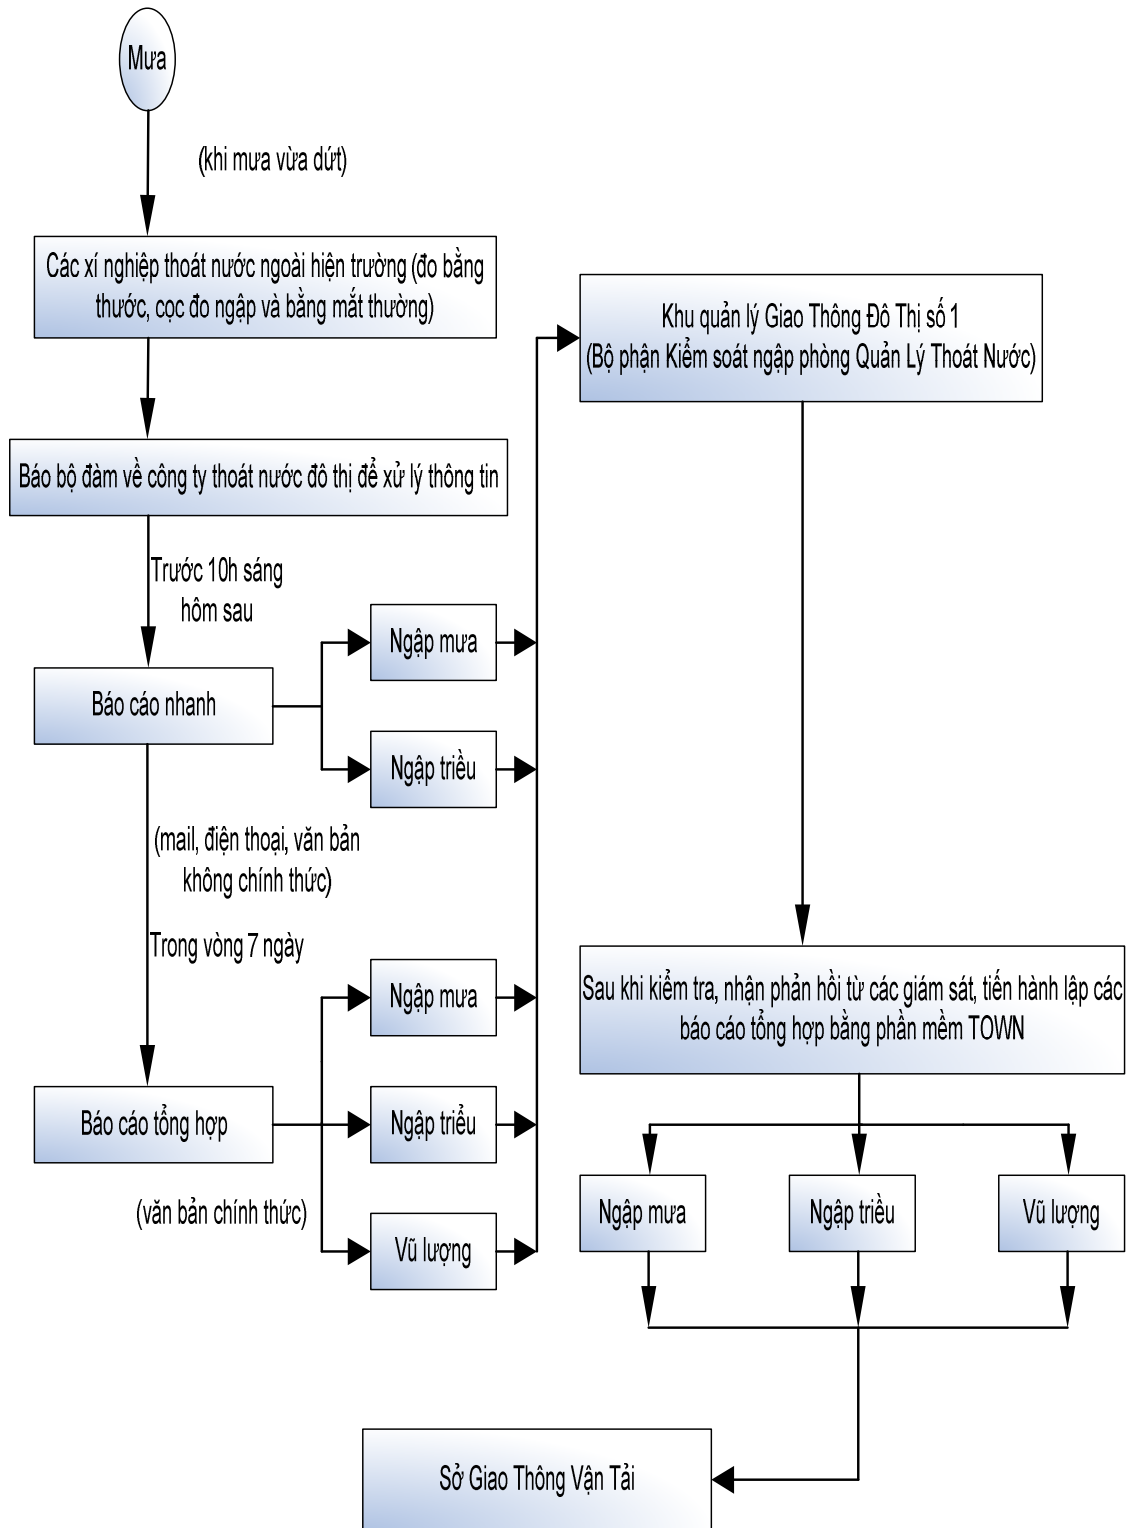 Mưa
(khi mưa vừa dứt)
Các xí nghiệp thoát nước ngoài hiện trường (đo bằng
thước, cọc đo ngập và bằng mắt thường)
Báo bộ đàm về công ty thoát nước đô thị để xử lý thông tin
Trước 10h sáng
hôm sau
Báo cáo nhanh
Ngập mưa
Ngập triều
(mail, điện thoại, văn bản
không chính thức)
Trong vòng 7 ngày
Báo cáo tổng hợp
(văn bản chính thức)
Ngập mưa
Ngập triểu
Vũ lượng
Khu quản lý Giao Thông Đô Thị số 1
(Bộ phận Kiểm soát ngập phòng Quản Lý Thoát Nước)
Sau khi kiểm tra, nhận phản hồi từ các giám sát, tiến hành lập các
báo cáo tổng hợp bằng phần mềm TOWN
Ngập mưa
Ngập triều
Vũ lượng
Sở Giao Thông Vận Tải